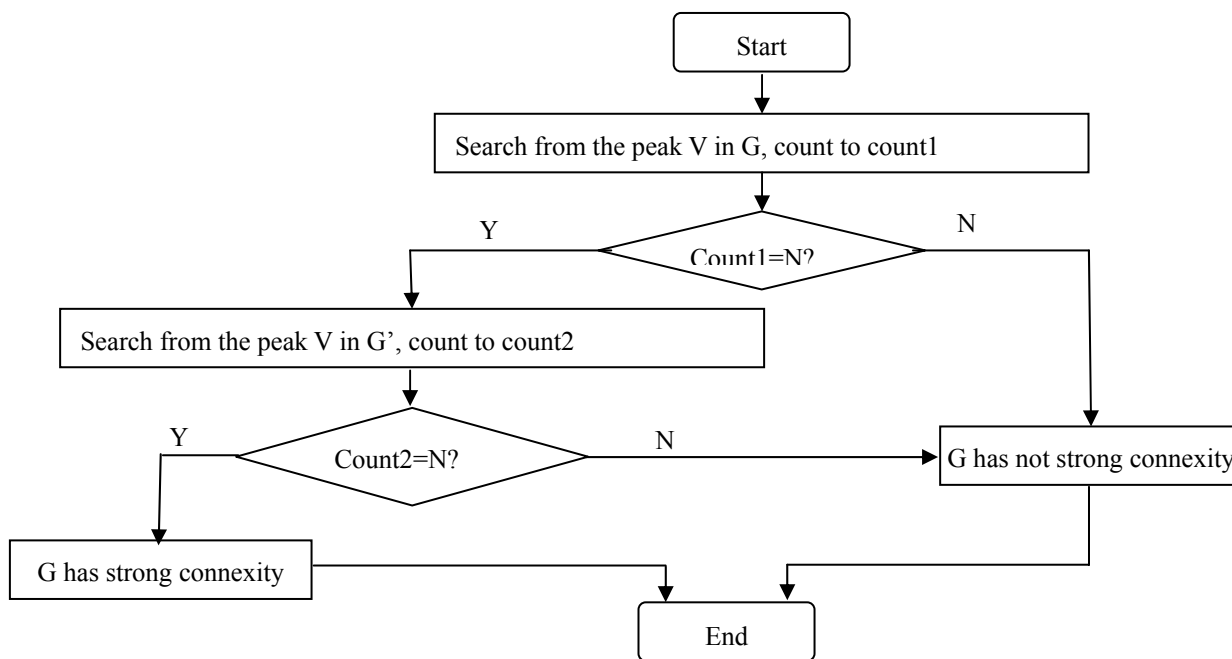 Start
Search from the peak V in G, count to count1
Y
N
Count1=N?
Search from the peak V in G’, count to count2
Y
N
Count2=N?
G has not strong connexity
G has strong connexity
End